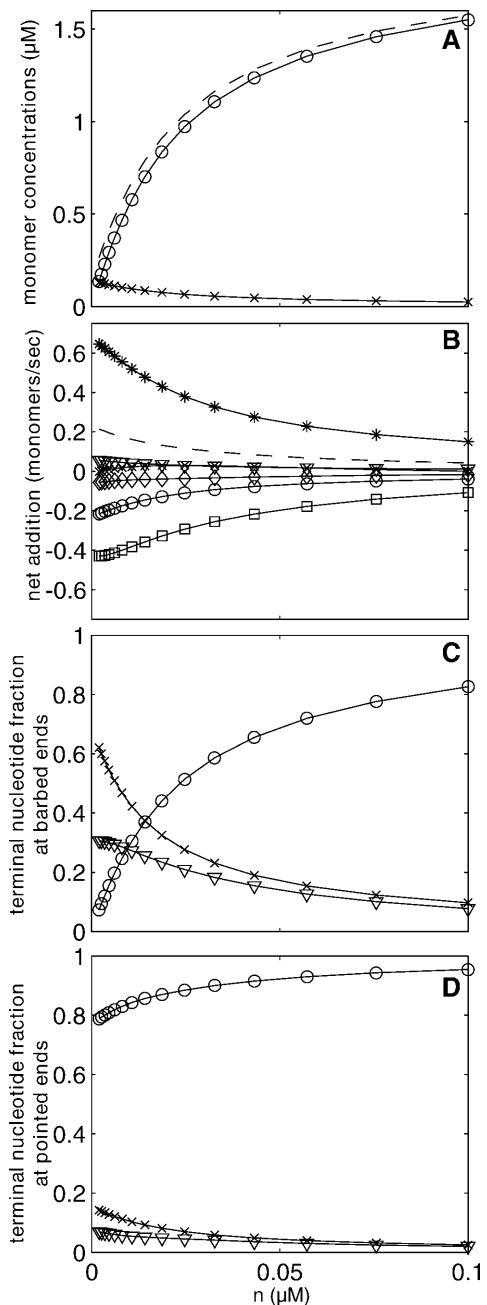 A
monomer concentrations (μM)
1.5
1
0.5
0
B
net addition (monomers/sec)
0.6
0.4
0.2
0
-0.2
-0.4
-0.6
C
terminal nucleotide fraction
at barbed ends
1
0.8
0.6
0.4
0.2
0
D
terminal nucleotide fraction
at pointed ends
1
0.8
0.6
0.4
0.2
0
0
0.05
0.1
n (μM)